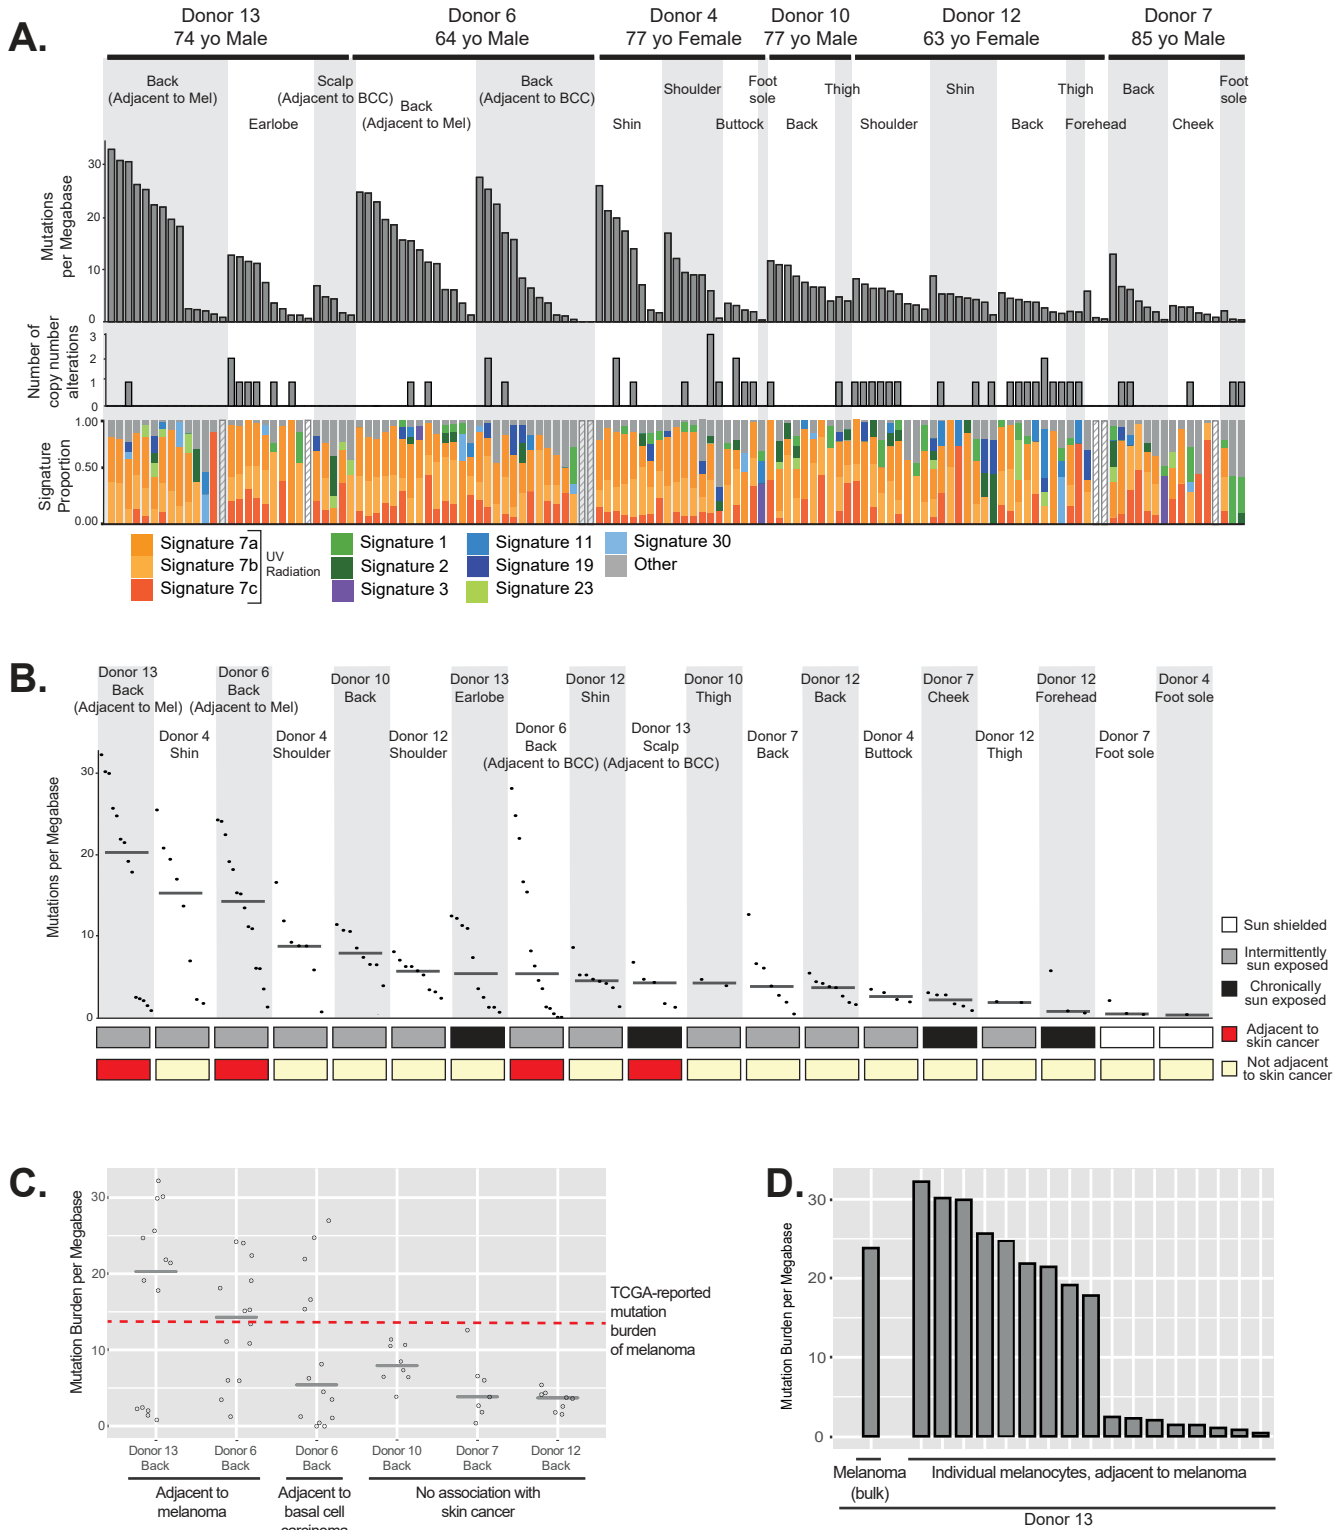 A.
Donor 13
74 yo Male
Donor 6
64 yo Male
Donor 4
77 yo Female
Donor 10
77 yo Male
Donor 12
63 yo Female
Donor 7
85 yo Male
Back
(Adjacent to Mel)
Earlobe
Scalp
(Adjacent to BCC)
Back
(Adjacent to Mel)
Back
(Adjacent to BCC)
Shin
Shoulder
Buttock
Foot
sole
Back
Thigh
Shoulder
Shin
Back
Thigh
Forehead
Back
Cheek
Foot
sole
Mutations
per Megabase
30
20
10
0
Number of
copy number
alterations
3
2
1
0
Signature
Proportion
1.00
0.50
0.00
Signature 7a
Signature 7b
Signature 7c
UV
Radiation
Signature 1
Signature 2
Signature 3
Signature 11
Signature 19
Signature 23
Signature 30
Other
B.
Donor 13
Back
(Adjacent to Mel)
Donor 4
Shin
Donor 6
Back
(Adjacent to Mel)
Donor 4
Shoulder
Donor 10
Back
Donor 12
Shoulder
Donor 13
Earlobe
Donor 6
Back
(Adjacent to BCC)
Donor 12
Shin
Donor 13
Scalp
(Adjacent to BCC)
Donor 10
Thigh
Donor 7
Back
Donor 12
Back
Donor 4
Buttock
Donor 7
Cheek
Donor 12
Thigh
Donor 12
Forehead
Donor 7
Foot sole
Donor 4
Foot sole
Mutations per Megabase
30
20
10
0
Sun shielded
Intermittently
sun exposed
Chronically
sun exposed
Adjacent to
skin cancer
Not adjacent
to skin cancer
C.
Mutation Burden per Megabase
30
20
10
0
TCGA-reported
mutation
burden
of melanoma
Donor 13
Back
Donor 6
Back
Donor 6
Back
Donor 10
Back
Donor 7
Back
Donor 12
Back
Adjacent to
melanoma
Adjacent to
basal cell
carcinoma
No association with
skin cancer
D.
Mutation Burden per Megabase
30
20
10
0
Melanoma
(bulk)
Individual melanocytes, adjacent to melanoma
Donor 13